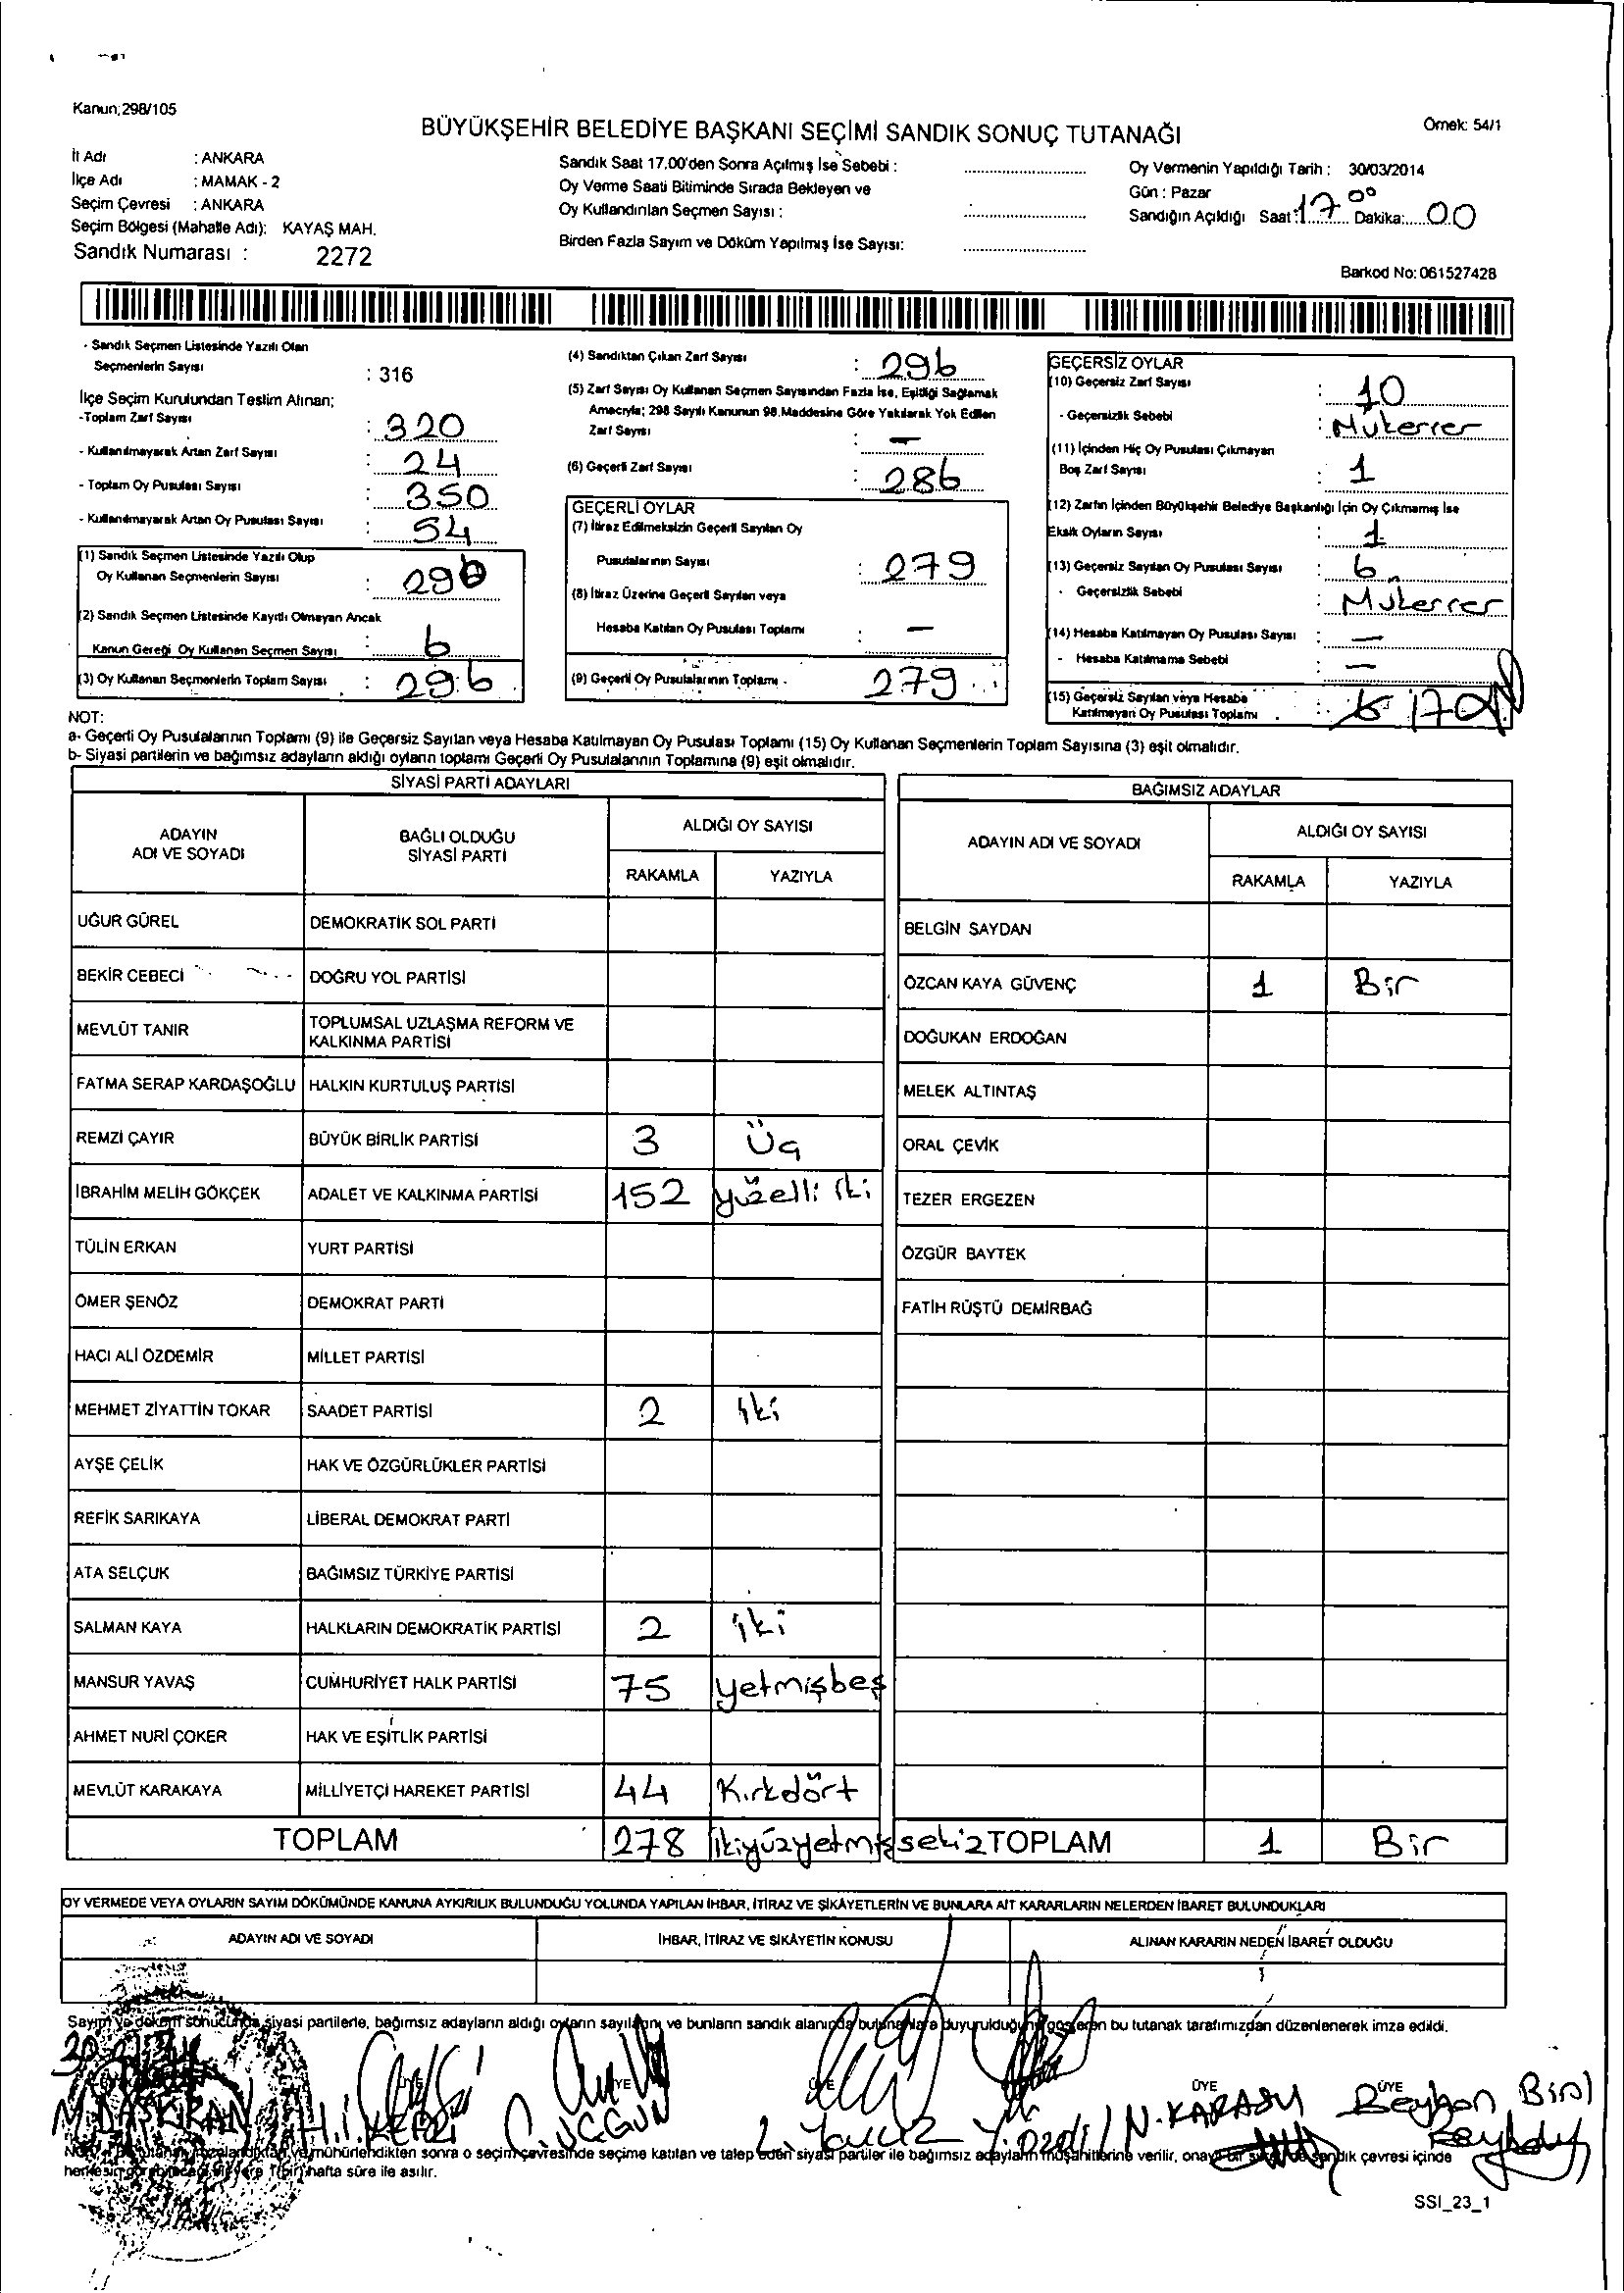 Kanun;298/105
BÜYÜKŞEHİR BELEDİYE BAŞKANI SEÇİMİ SANDIK SONUÇ TUTANAĞI
Örnek: 54/1
İl Adı : ANKARA
İlçe Adı : MAMAK - 2
Seçim Çevresi : ANKARA
Seçim Bölgesi (Mahalle Adı): KAYAŞ MAH.
Sandık Numarası : 2272
Sandık Saat 17.00'den Sonra Açılmış İse Sebebi :
Oy Verme Saati Bitiminde Sırada Bekleyen ve
Oy Kullandırılan Seçmen Sayısı :
Birden Fazla Sayım ve Döküm Yapılmış İse Sayısı:
Oy Vermenin Yapıldığı Tarih : 30/03/2014
Gün : Pazar
Sandığın Açıldığı Saat: 17 00 Dakika: 00
Barkod No: 061527428
- Sandık Seçmen Listesinde Yazılı Olan
Seçmenlerin Sayısı : 316
İlçe Seçim Kurulundan Teslim Alınan;
-Toplam Zarf Sayısı : 320
- Kullanılmayarak Artan Zarf Sayısı : 24
- Toplam Oy Pusulası Sayısı : 350
- Kullanılmayarak Artan Oy Pusulası Sayısı : 54
(1) Sandık Seçmen Listesinde Yazılı Olup
Oy Kullanan Seçmenlerin Sayısı :
(2) Sandık Seçmen Listesinde Kayıtlı Olmayan Ancak
Kanun Gereği Oy Kullanan Seçmen Sayısı : 6
(3) Oy Kullanan Seçmenlerin Toplam Sayısı : 296
(4) Sandıktan Çıkan Zarf Sayısı : 296
(5) Zarf Sayısı Oy Kullanan Seçmen Sayısından Fazla İse, Eşitliği Sağlamak
Amacıyla; 298 Sayılı Kanunun 98.Maddesine Göre Yakılarak Yok Edilen
Zarf Sayısı : —
(6) Geçerli Zarf Sayısı : 286
GEÇERLİ OYLAR
(7) İtiraz Edilmeksizin Geçerli Sayılan Oy
Pusulalarının Sayısı : 279
(8) İtiraz Üzerine Geçerli Sayılan veya
Hesaba Katılan Oy Pusulası Toplamı : —
(9) Geçerli Oy Pusulalarının Toplamı - 279
GEÇERSİZ OYLAR
(10) Geçersiz Zarf Sayısı : 10
- Geçersizlik Sebebi : Mükerrer
(11) İçinden Hiç Oy Pusulası Çıkmayan
Boş Zarf Sayısı : 1
(12) Zarfın İçinden Büyükşehir Belediye Başkanlığı İçin Oy Çıkmamış İse
Eksik Oyların Sayısı : 1
(13) Geçersiz Sayılan Oy Pusulası Sayısı : 6
- Geçersizlik Sebebi : Mükerrer
(14) Hesaba Katılmayan Oy Pusulası Sayısı : —
- Hesaba Katılmama Sebebi : —
(15) Geçersiz Sayılan veya Hesaba
Katılmayan Oy Pusulası Toplamı : 17
NOT:
a- Geçerli Oy Pusulalarının Toplamı (9) ile Geçersiz Sayılan veya Hesaba Katılmayan Oy Pusulası Toplamı (15) Oy Kullanan Seçmenlerin Toplam Sayısına (3) eşit olmalıdır.
b- Siyasi partilerin ve bağımsız adayların aldığı oyların toplamı Geçerli Oy Pusulalarının Toplamına (9) eşit olmalıdır.
SİYASİ PARTİ ADAYLARI
ADAYIN ADI VE SOYADI BAĞLI OLDUĞU SİYASİ PARTİ ALDIĞI OY SAYISI
RAKAMLA YAZIYLA
UĞUR GÜREL DEMOKRATİK SOL PARTİ
BEKİR CEBECİ DOĞRU YOL PARTİSİ
MEVLÜT TANIR TOPLUMSAL UZLAŞMA REFORM VE
KALKINMA PARTİSİ
FATMA SERAP KARDAŞOĞLU HALKIN KURTULUŞ PARTİSİ
REMZİ ÇAYIR BÜYÜK BİRLİK PARTİSİ 3 Üç
İBRAHİM MELİH GÖKÇEK ADALET VE KALKINMA PARTİSİ 152 yüzelli iki
TÜLİN ERKAN YURT PARTİSİ
ÖMER ŞENÖZ DEMOKRAT PARTİ
HACI ALİ ÖZDEMİR MİLLET PARTİSİ
MEHMET ZİYATTİN TOKAR SAADET PARTİSİ 2 iki
AYŞE ÇELİK HAK VE ÖZGÜRLÜKLER PARTİSİ
REFİK SARIKAYA LİBERAL DEMOKRAT PARTİ
ATA SELÇUK BAĞIMSIZ TÜRKİYE PARTİSİ
SALMAN KAYA HALKLARIN DEMOKRATİK PARTİSİ 2 iki
MANSUR YAVAŞ CUMHURİYET HALK PARTİSİ 75 yetmişbeş
AHMET NURİ ÇOKER HAK VE EŞİTLİK PARTİSİ
MEVLÜT KARAKAYA MİLLİYETÇİ HAREKET PARTİSİ 44 Kırkdört
TOPLAM 278 ikiyüzyetmişsekiz
BAĞIMSIZ ADAYLAR
ADAYIN ADI VE SOYADI ALDIĞI OY SAYISI
RAKAMLA YAZIYLA
BELGİN SAYDAN
ÖZCAN KAYA GÜVENÇ 1 Bir
DOĞUKAN ERDOĞAN
MELEK ALTINTAŞ
ORAL ÇEVİK
TEZER ERGEZEN
ÖZGÜR BAYTEK
FATİH RÜŞTÜ DEMİRBAĞ
TOPLAM 1 Bir
OY VERMEDE VEYA OYLARIN SAYIM DÖKÜMÜNDE KANUNA AYKIRILIK BULUNDUĞU YOLUNDA YAPILAN İHBAR, İTİRAZ VE ŞİKÂYETLERİN VE BUNLARA AİT KARARLARIN NELERDEN İBARET BULUNDUKLARI
ADAYIN ADI VE SOYADI İHBAR, İTİRAZ VE ŞİKÂYETİN KONUSU ALINAN KARARIN NEDEN İBARET OLDUĞU
Sayım ve döküm sonucunda siyasi partilerle, bağımsız adayların aldığı oyların sayılarını ve bunların sandık alanında bulunanlara duyurulduğunu gösteren bu tutanak tarafımızdan düzenlenerek imza edildi.
ÜYE ÜYE ÜYE ÜYE ÜYE
M. DAŞKIRAN C. UÇGUN N. KARASU Beyhan Birol
mühürlendikten sonra o seçim çevresinde seçime katılan ve talep eden siyasi partiler ile bağımsız adayların müşahitlerine verilir, onaylı bir sandık çevresi içinde
hafta süre ile asılır.
SSI_23_1